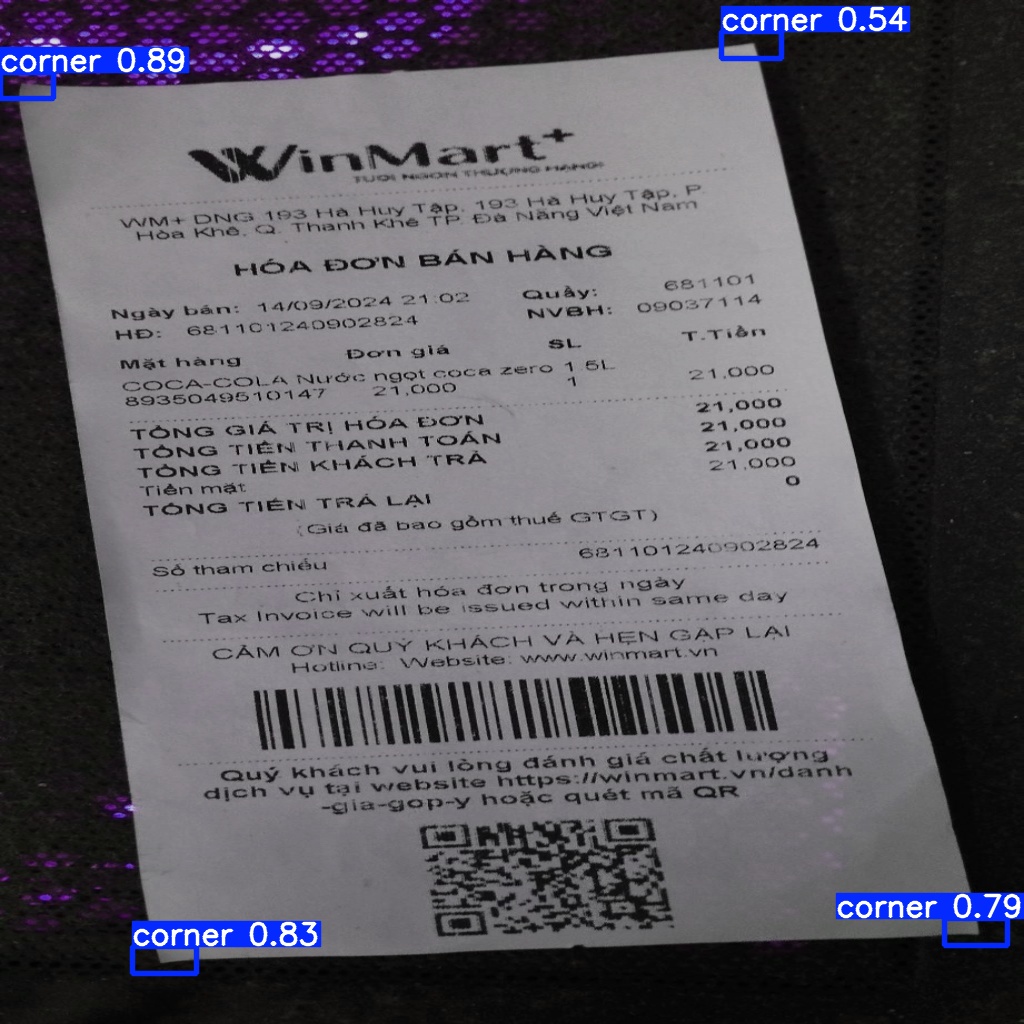 corner 0.54
corner 0.89
WinMart+
TƯƠI NGON THƯỢNG HẠNG!
WM+ DNG 193 Hà Huy Tập, 193 Hà Huy Tập, P.
Hòa Khê, Q. Thanh Khê TP. Đà Nẵng Việt Nam
HÓA ĐƠN BÁN HÀNG
Ngày bán: 14/09/2024 21:02 Quầy: 681101
HĐ: 681101240902824 NVBH: 09037114
Mặt hàng Đơn giá SL T.Tiền
COCA-COLA Nước ngọt coca zero 1.5L
8935049510147 21,000 1 21,000
TỔNG GIÁ TRỊ HÓA ĐƠN 21,000
TỔNG TIỀN THANH TOÁN 21,000
TỔNG TIỀN KHÁCH TRẢ 21,000
Tiền mặt 21,000
TỔNG TIỀN TRẢ LẠI 0
(Giá đã bao gồm thuế GTGT)
Số tham chiếu 681101240902824
Chỉ xuất hóa đơn trong ngày
Tax Invoice will be issued within same day
CẢM ƠN QUÝ KHÁCH VÀ HẸN GẶP LẠI
Hotline: Website: www.winmart.vn
Quý khách vui lòng đánh giá chất lượng
dịch vụ tại website https://winmart.vn/danh
-gia-gop-y hoặc quét mã QR
corner 0.79
corner 0.83